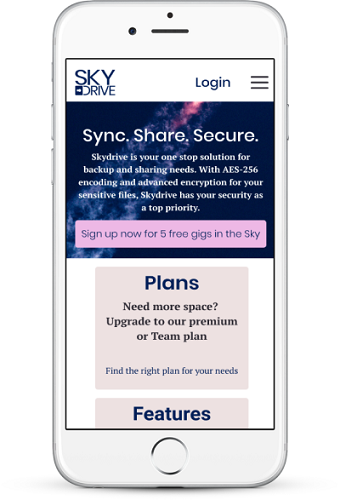 SKY
DRIVE
Login
Sync. Share. Secure.
Skydrive is your one stop solution for
backup and sharing needs. With AES-256
encoding and advanced encryption for your
sensitive files, Skydrive has your security as
a top priority.
Sign up now for 5 free gigs in the Sky
Plans
Need more space?
Upgrade to our premium
or Team plan
Find the right plan for your needs
Features